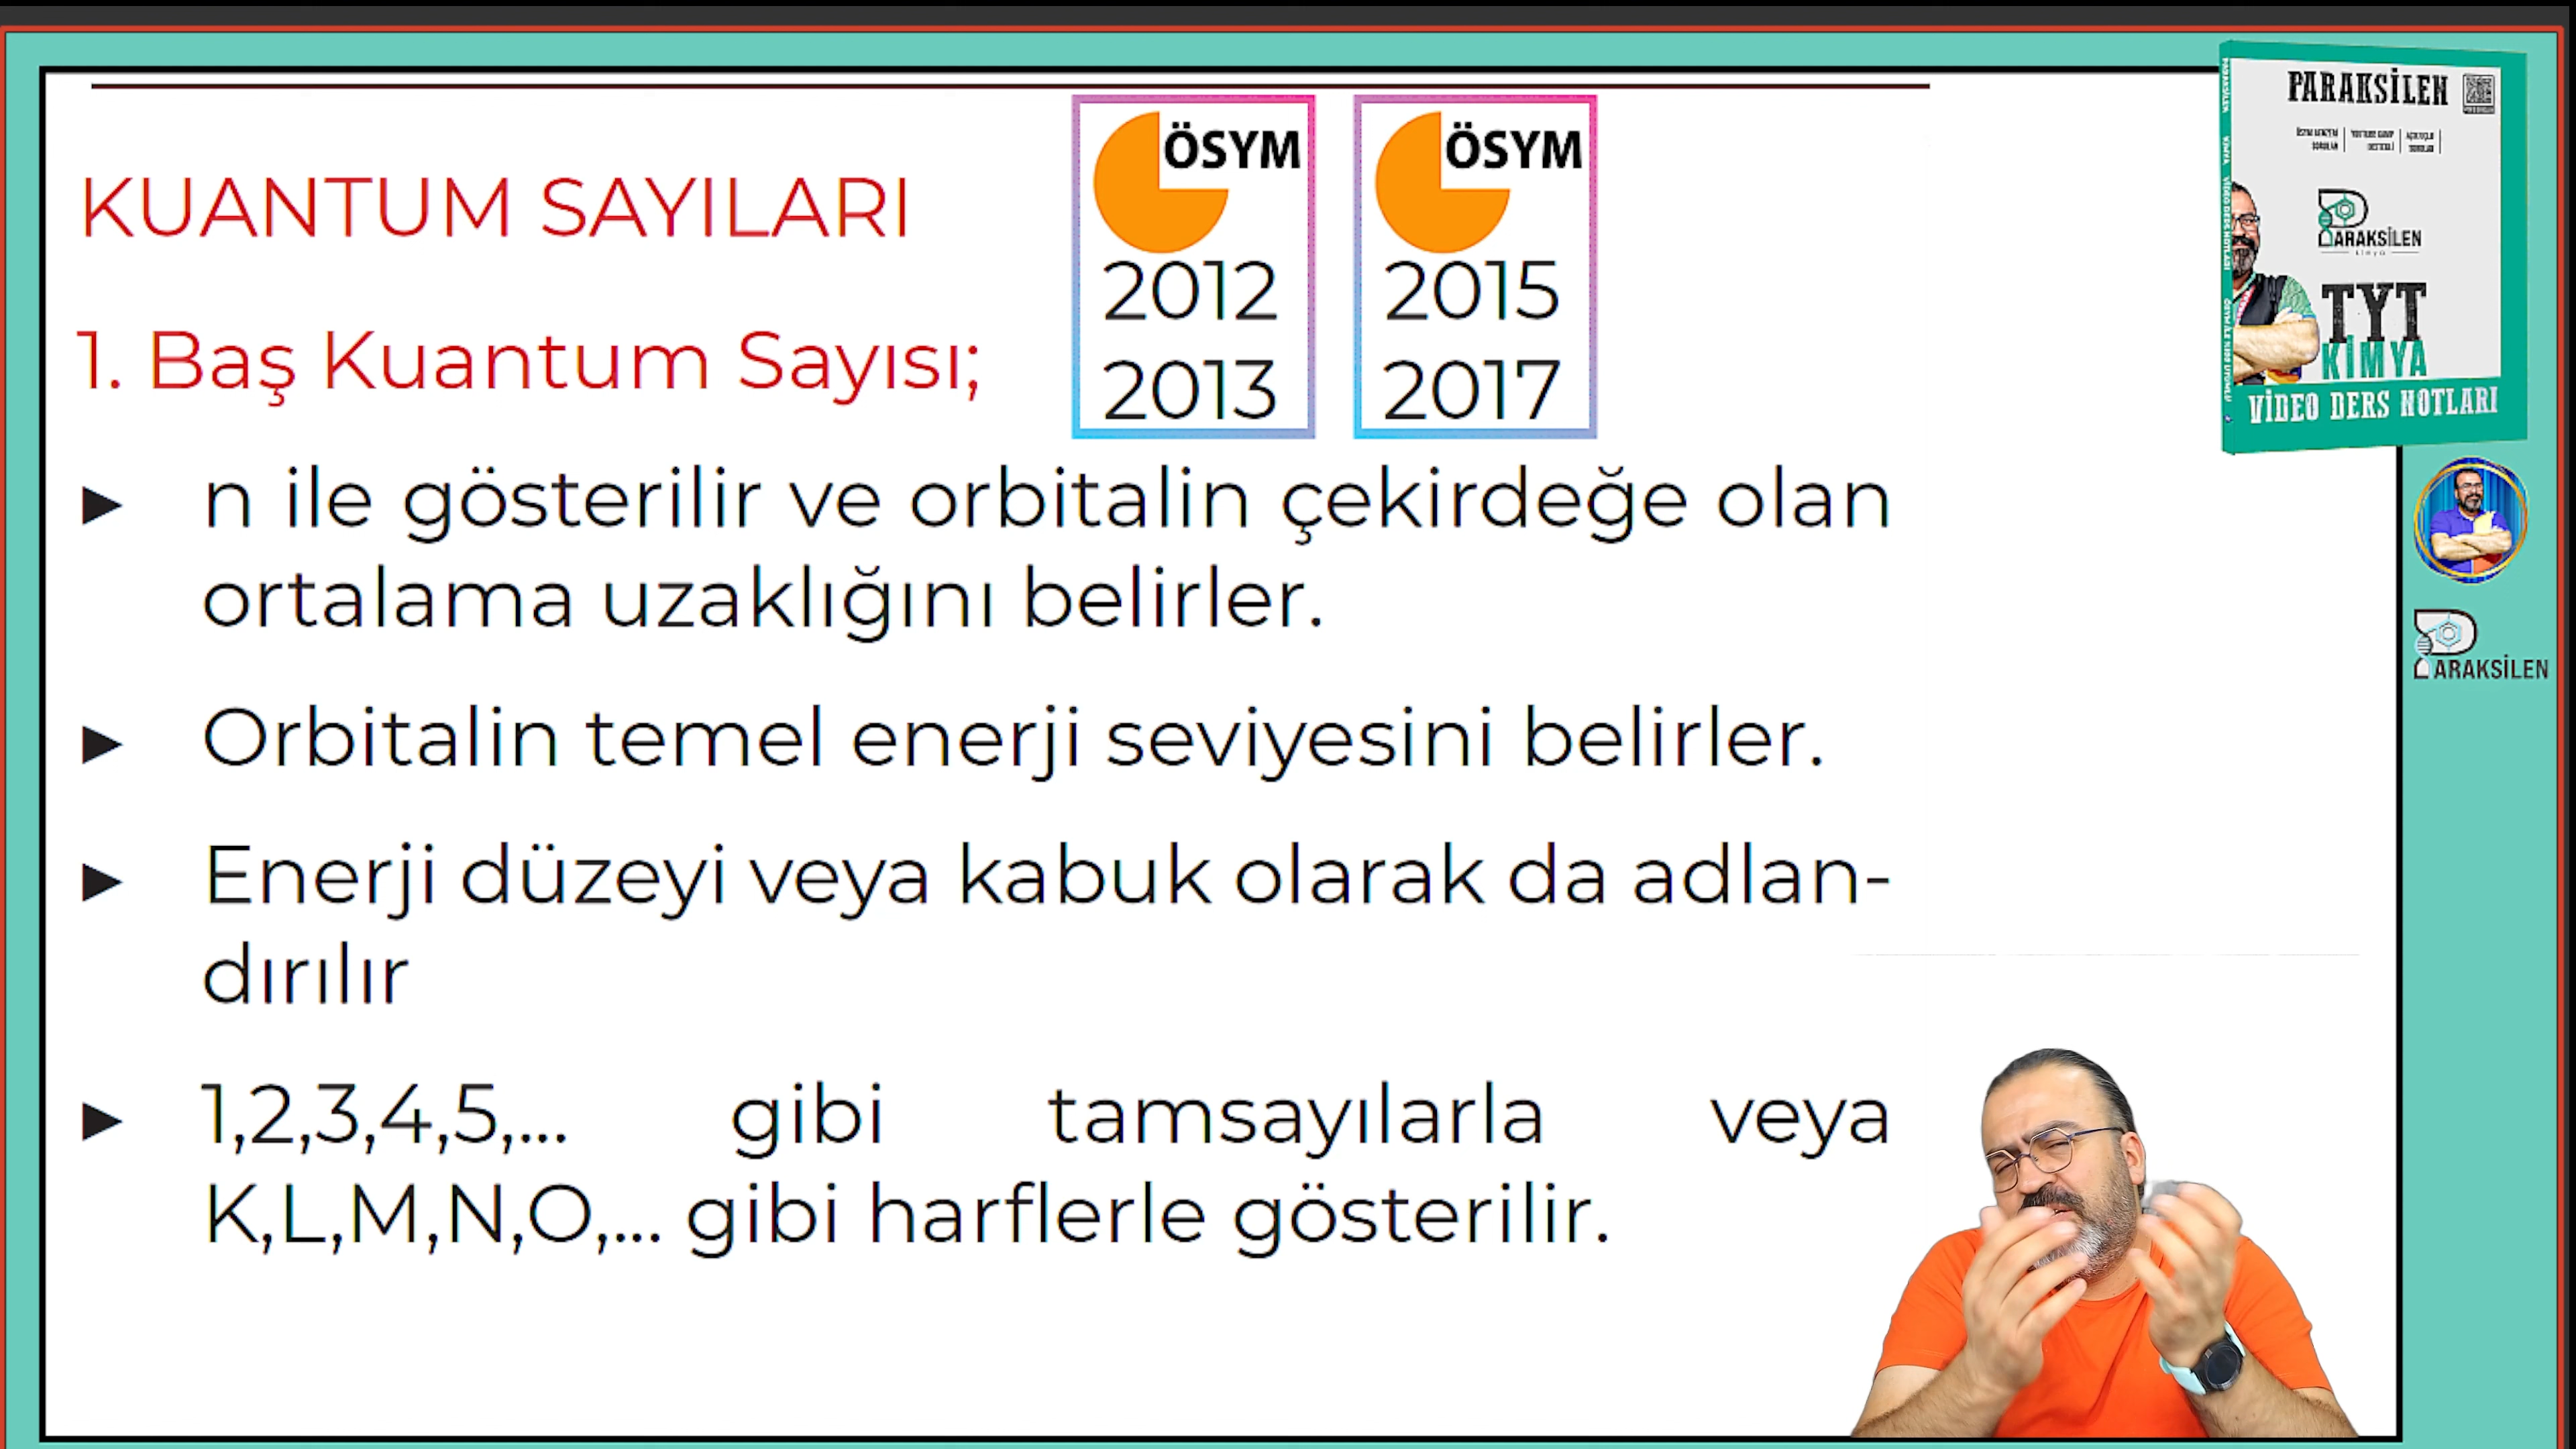 KUANTUM SAYILARI
ÖSYM
2012
2013
ÖSYM
2015
2017
1. Baş Kuantum Sayısı;
► n ile gösterilir ve orbitalin çekirdeğe olan
ortalama uzaklığını belirler.
► Orbitalin temel enerji seviyesini belirler.
► Enerji düzeyi veya kabuk olarak da adlan-
dırılır
► 1,2,3,4,5,... gibi tamsayılarla veya
K,L,M,N,O,... gibi harflerle gösterilir.
PARAKSİLEN
PARAKSİLEN
kimya
TYT
KİMYA
VİDEO DERS NOTLARI
PARAKSİLEN